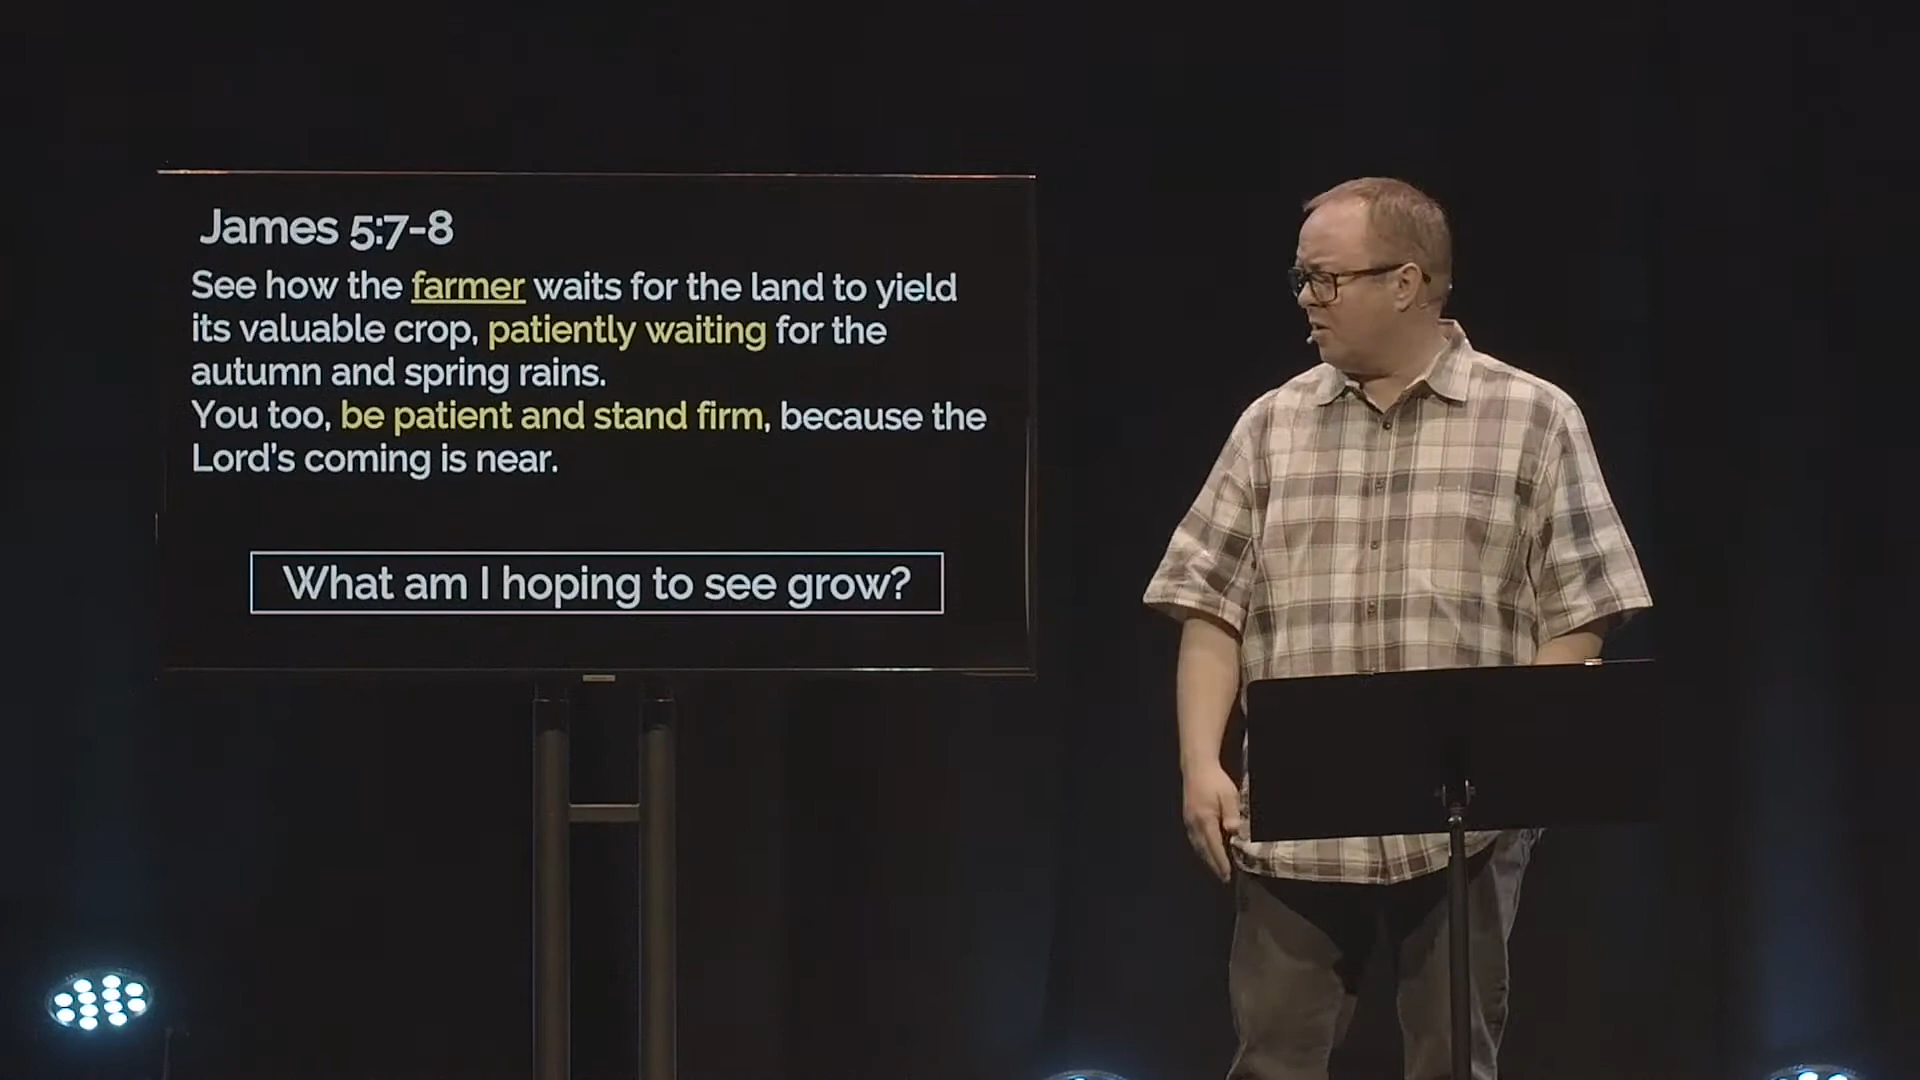 James 5:7-8
See how the farmer waits for the land to yield
its valuable crop, patiently waiting for the
autumn and spring rains.
You too, be patient and stand firm, because the
Lord's coming is near.
What am I hoping to see grow?